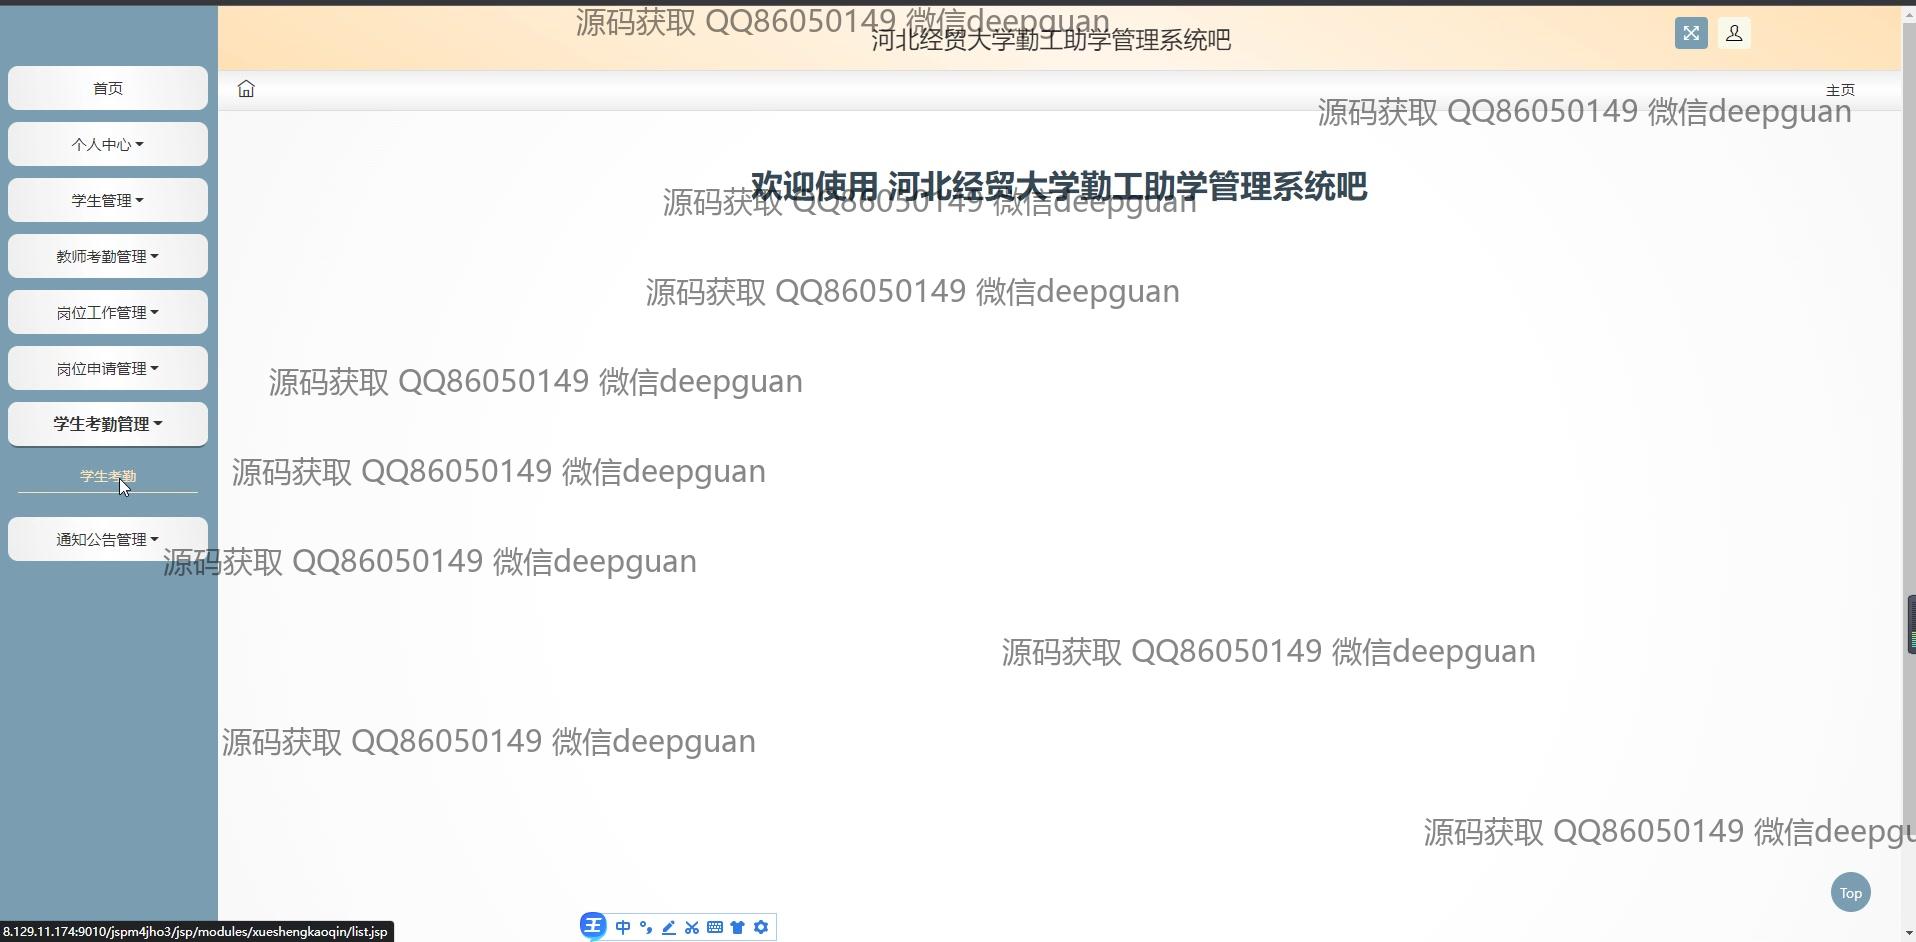 源码获取 QQ86050149 微信deepguan
河北经贸大学勤工助学管理系统吧
首页
主页
源码获取 QQ86050149 微信deepguan
个人中心
欢迎使用 河北经贸大学勤工助学管理系统吧
源码获取 QQ86050149 微信deepguan
学生管理
教师考勤管理
源码获取 QQ86050149 微信deepguan
岗位工作管理
岗位申请管理
源码获取 QQ86050149 微信deepguan
学生考勤管理
学生考勤
源码获取 QQ86050149 微信deepguan
通知公告管理
源码获取 QQ86050149 微信deepguan
源码获取 QQ86050149 微信deepguan
源码获取 QQ86050149 微信deepguan
源码获取 QQ86050149 微信deepgu
Top
8.129.11.174:9010/jspm4jho3/jsp/modules/xueshengkaoqin/list.jsp
王 中